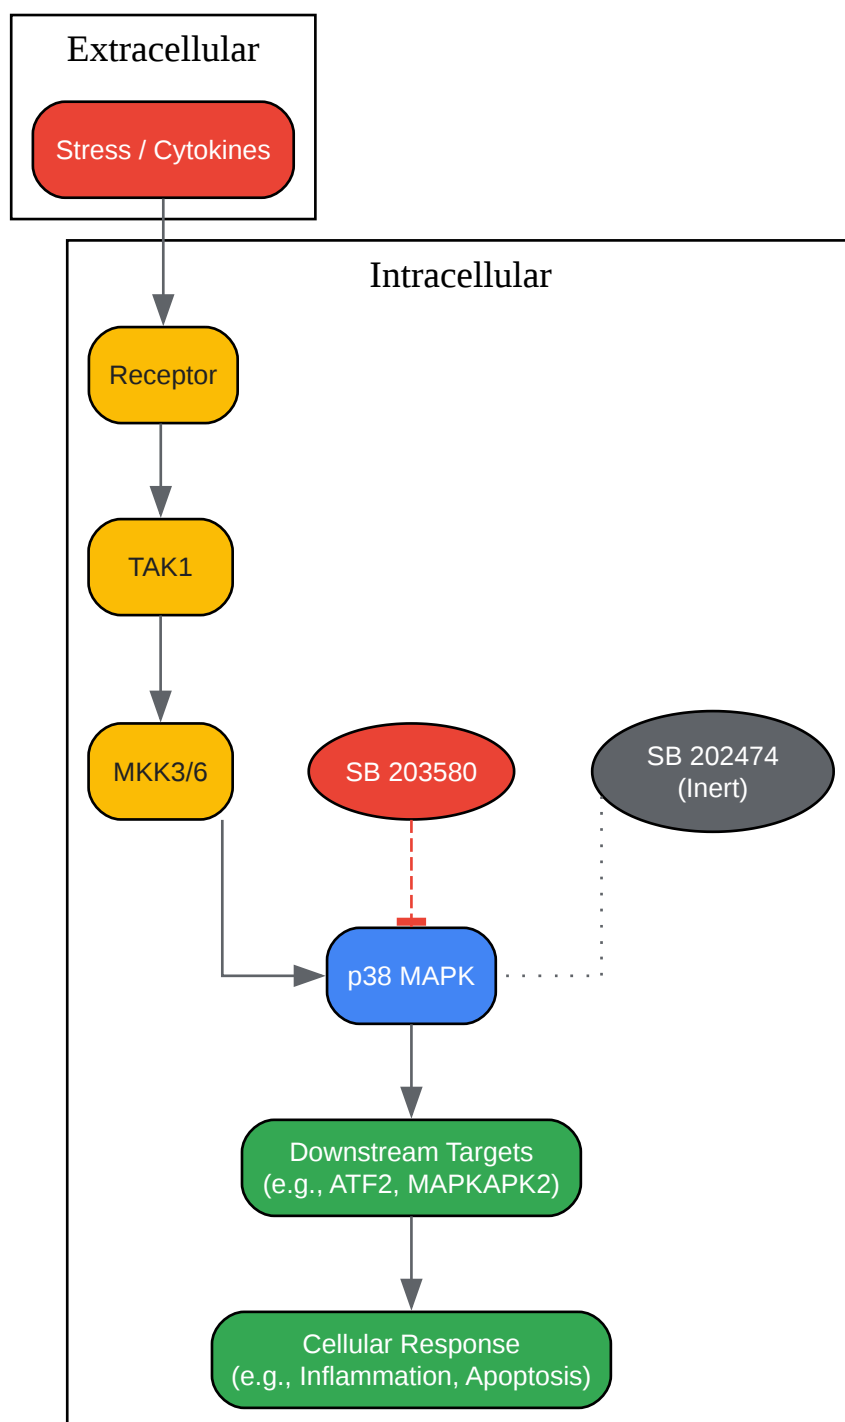 Extracellular
Stress / Cytokines
Intracellular
Receptor
TAK1
MKK3/6
SB 203580
SB 202474
(Inert)
p38 MAPK
Downstream Targets
(e.g., ATF2, MAPKAPK2)
Cellular Response
(e.g., Inflammation, Apoptosis)